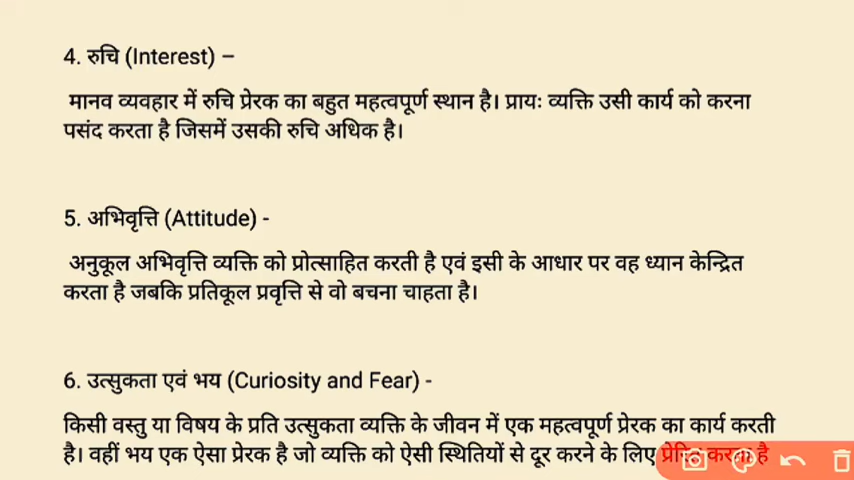 4. रुचि (Interest) –
मानव व्यवहार में रुचि प्रेरक का बहुत महत्वपूर्ण स्थान है। प्रायः व्यक्ति उसी कार्य को करना
पसंद करता है जिसमें उसकी रुचि अधिक है।
5. अभिवृत्ति (Attitude) -
अनुकूल अभिवृत्ति व्यक्ति को प्रोत्साहित करती है एवं इसी के आधार पर वह ध्यान केन्द्रित
करता है जबकि प्रतिकूल प्रवृत्ति से वो बचना चाहता है।
6. उत्सुकता एवं भय (Curiosity and Fear) -
किसी वस्तु या विषय के प्रति उत्सुकता व्यक्ति के जीवन में एक महत्वपूर्ण प्रेरक का कार्य करती
है। वहीं भय एक ऐसा प्रेरक है जो व्यक्ति को ऐसी स्थितियों से दूर करने के लिए है